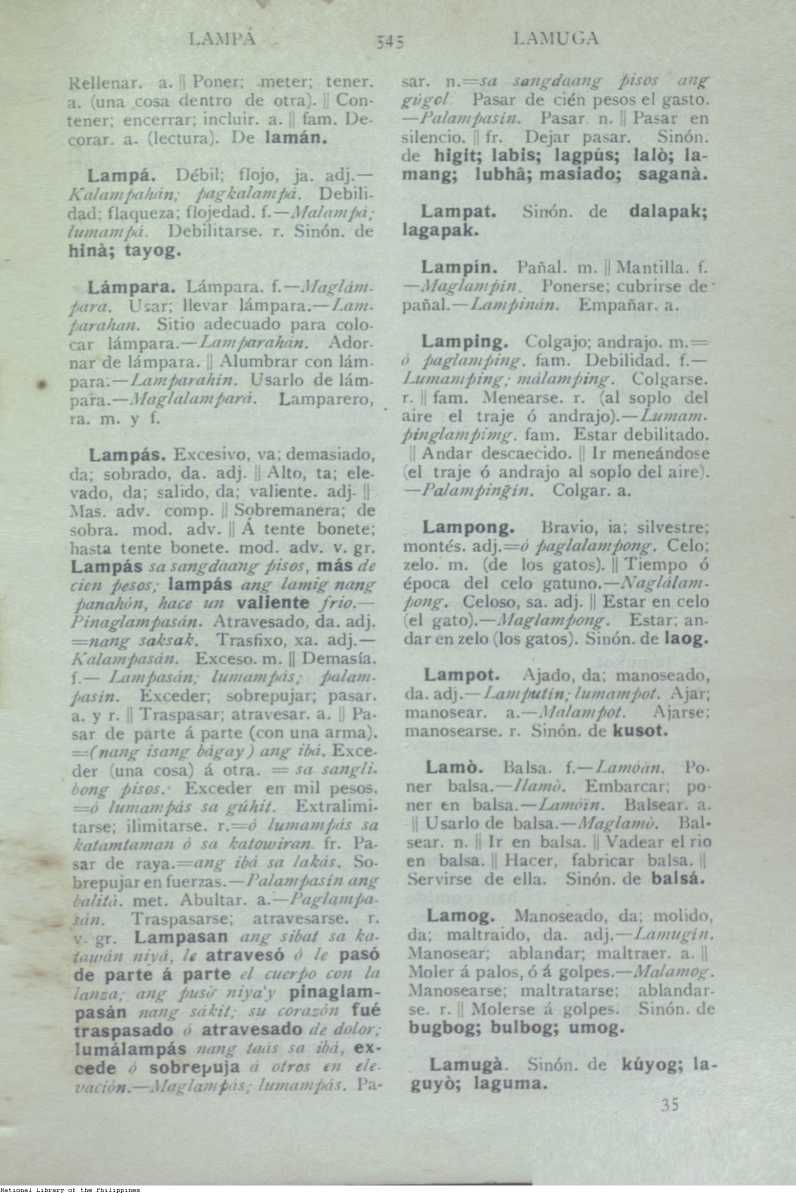 LAMPÁ 545 LAMUGA
Rellenar. a. || Poner; meter; tener.
a. (una cosa dentro de otra). || Con-
tener; encerrar; incluir. a. || fam. De-
corar. a. (lectura). De lamán.
Lampá. Débil; flojo, ja. adj.—
Kalampahán; pagkalampá. Debili-
dad; flaqueza; flojedad. f.—Malampá;
lumampá. Debilitarse. r. Sinón. de
hinà; tayog.
Lámpara. Lámpara. f.—Maglám-
para. Usar; llevar lámpara.—Lam-
parahan. Sitio adecuado para colo-
car lámpara.—Lamparahán. Ador-
nar de lámpara. || Alumbrar con lám-
para.—Lamparahin. Usarlo de lám-
para.—Maglalampará. Lamparero,
ra. m. y f.
Lampás. Excesivo, va; demasiado,
da; sobrado, da. adj. || Alto, ta; ele-
vado, da; salido, da; valiente. adj. ||
Mas. adv. comp. || Sobremanera; de
sobra. mod. adv. || Á tente bonete;
hasta tente bonete. mod. adv. v. gr.
Lampás sa sangdaang pisos, más de
cien pesos; lampás ang lamig nang
panahón, hace un valiente frio.—
Pinaglampasán. Atravesado, da. adj.
=nang saksak. Trasfixo, xa. adj.—
Kalampasán. Exceso. m. || Demasía.
f.— Lampasán; lumampás; palam-
pasin. Exceder; sobrepujar; pasar.
a. y r. || Traspasar; atravesar. a. || Pa-
sar de parte á parte (con una arma).
=(nang isang bágay) ang ibá. Exce-
der (una cosa) á otra. = sa sangli-
bong pisos. Exceder en mil pesos.
=ó lumampás sa gúhit. Extralimi-
tarse; ilimitarse. r.=ó lumampás sa
katamtaman ó sa katowiran. fr. Pa-
sar de raya.=ang ibá sa lakás. So-
brepujar en fuerzas.—Palampasin ang
balità. met. Abultar. a.—Paglampa-
sán. Traspasarse; atravesarse. r.
v. gr. Lampasan ang sibat sa ka-
tawán niyá, le atravesó ó le pasó
de parte á parte el cuerpo con la
lanza; ang pusò niya'y pinaglam-
pasán nang sákit; su corazón fué
traspasado ó atravesado de dolor;
lumálampás nang taás sa ibá, ex-
cede ó sobrepuja á otros en ele-
vación.—Maglampás; lumampás. Pa-
sar. n.=sa sangdaang pisos ang
gúgol. Pasar de cién pesos el gasto.
—Palampasin. Pasar. n. || Pasar en
silencio. || fr. Dejar pasar. Sinón.
de higit; labis; lagpús; lalò; la-
mang; lubhâ; masiado; saganà.
Lampat. Sinón. de dalapak;
lagapak.
Lampín. Pañal. m. || Mantilla. f.
—Maglampín. Ponerse; cubrirse de
pañal.—Lampinán. Empañar. a.
Lamping. Colgajo; andrajo. m.=
ó paglamping. fam. Debilidad. f.—
Lumamping; málamping. Colgarse.
r. || fam. Menearse. r. (al soplo del
aire el traje ó andrajo).—Lumam-
pinglampimg. fam. Estar debilitado.
|| Andar descaecido. || Ir meneándose
(el traje ó andrajo al soplo del aire).
—Palampingin. Colgar. a.
Lampong. Bravio, ia; silvestre;
montés. adj.=ó paglalampong. Celo;
zelo. m. (de los gatos). || Tiempo ó
época del celo gatuno.—Naglálam-
pong. Celoso, sa. adj. || Estar en celo
(el gato).—Maglampong. Estar; an-
dar en zelo (los gatos). Sinón. de laog.
Lampot. Ajado, da; manoseado,
da. adj.—Lamputin; lumampot. Ajar;
manosear. a.—Malampot. Ajarse;
manosearse. r. Sinón. de kusot.
Lamò. Balsa. f.—Lamoán. Po-
ner balsa.—Ilamò. Embarcar; po-
ner en balsa.—Lamóin. Balsear. a.
|| Usarlo de balsa.—Maglamò. Bal-
sear. n. || Ir en balsa. || Vadear el rio
en balsa. || Hacer, fabricar balsa. ||
Servirse de ella. Sinón. de balsá.
Lamog. Manoseado, da; molido,
da; maltraido, da. adj.—Lamugin.
Manosear; ablandar; maltraer. a. ||
Moler á palos, ó á golpes.—Malamog.
Manosearse; maltratarse; ablandar-
se. r. || Molerse á golpes. Sinón. de
bugbog; bulbog; umog.
Lamugà. Sinón. de kúyog; la-
guyò; laguma.
35
National Library of the Philippines